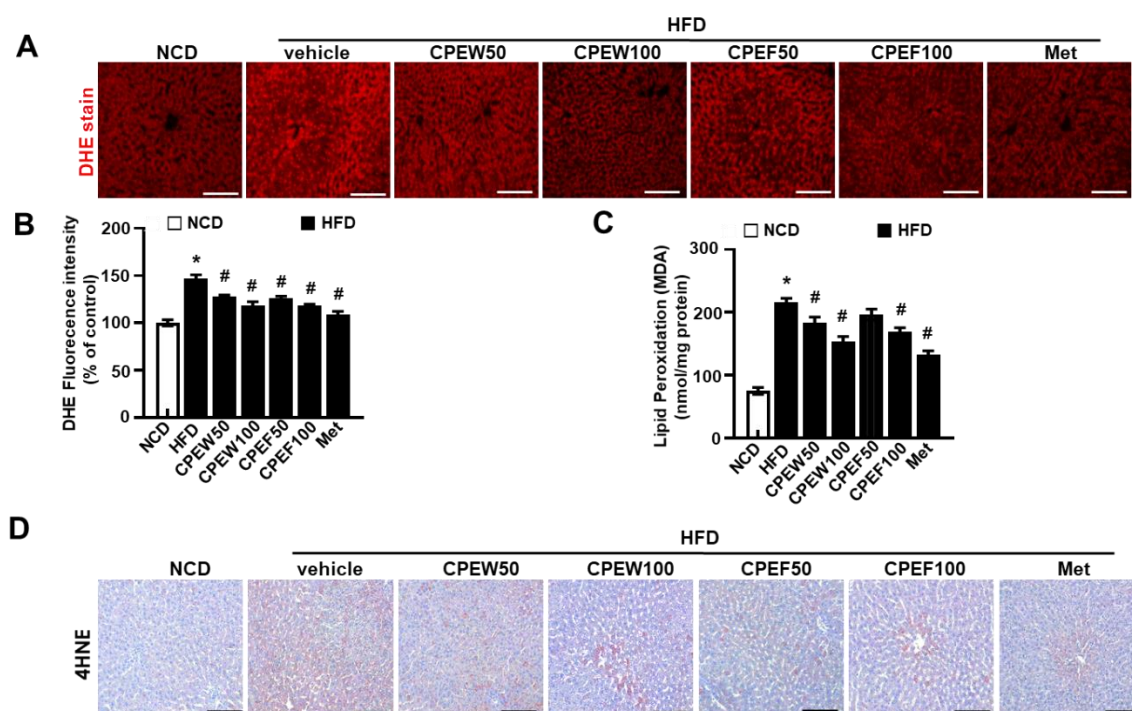 A
HFD
NCD vehicle CPEW50 CPEW100 CPEF50 CPEF100 Met
DHE stain
B
NCD HFD
DHE Fluorecence intensity
(% of control)
200
150
100
50
0
* # # # # #
NCD HFD CPEW50 CPEW100 CPEF50 CPEF100 Met
C
NCD HFD
Lipid Peroxidation (MDA)
(nmol/mg protein)
300
200
100
0
* # # # #
NCD HFD CPEW50 CPEW100 CPEF50 CPEF100 Met
D
HFD
NCD vehicle CPEW50 CPEW100 CPEF50 CPEF100 Met
4HNE